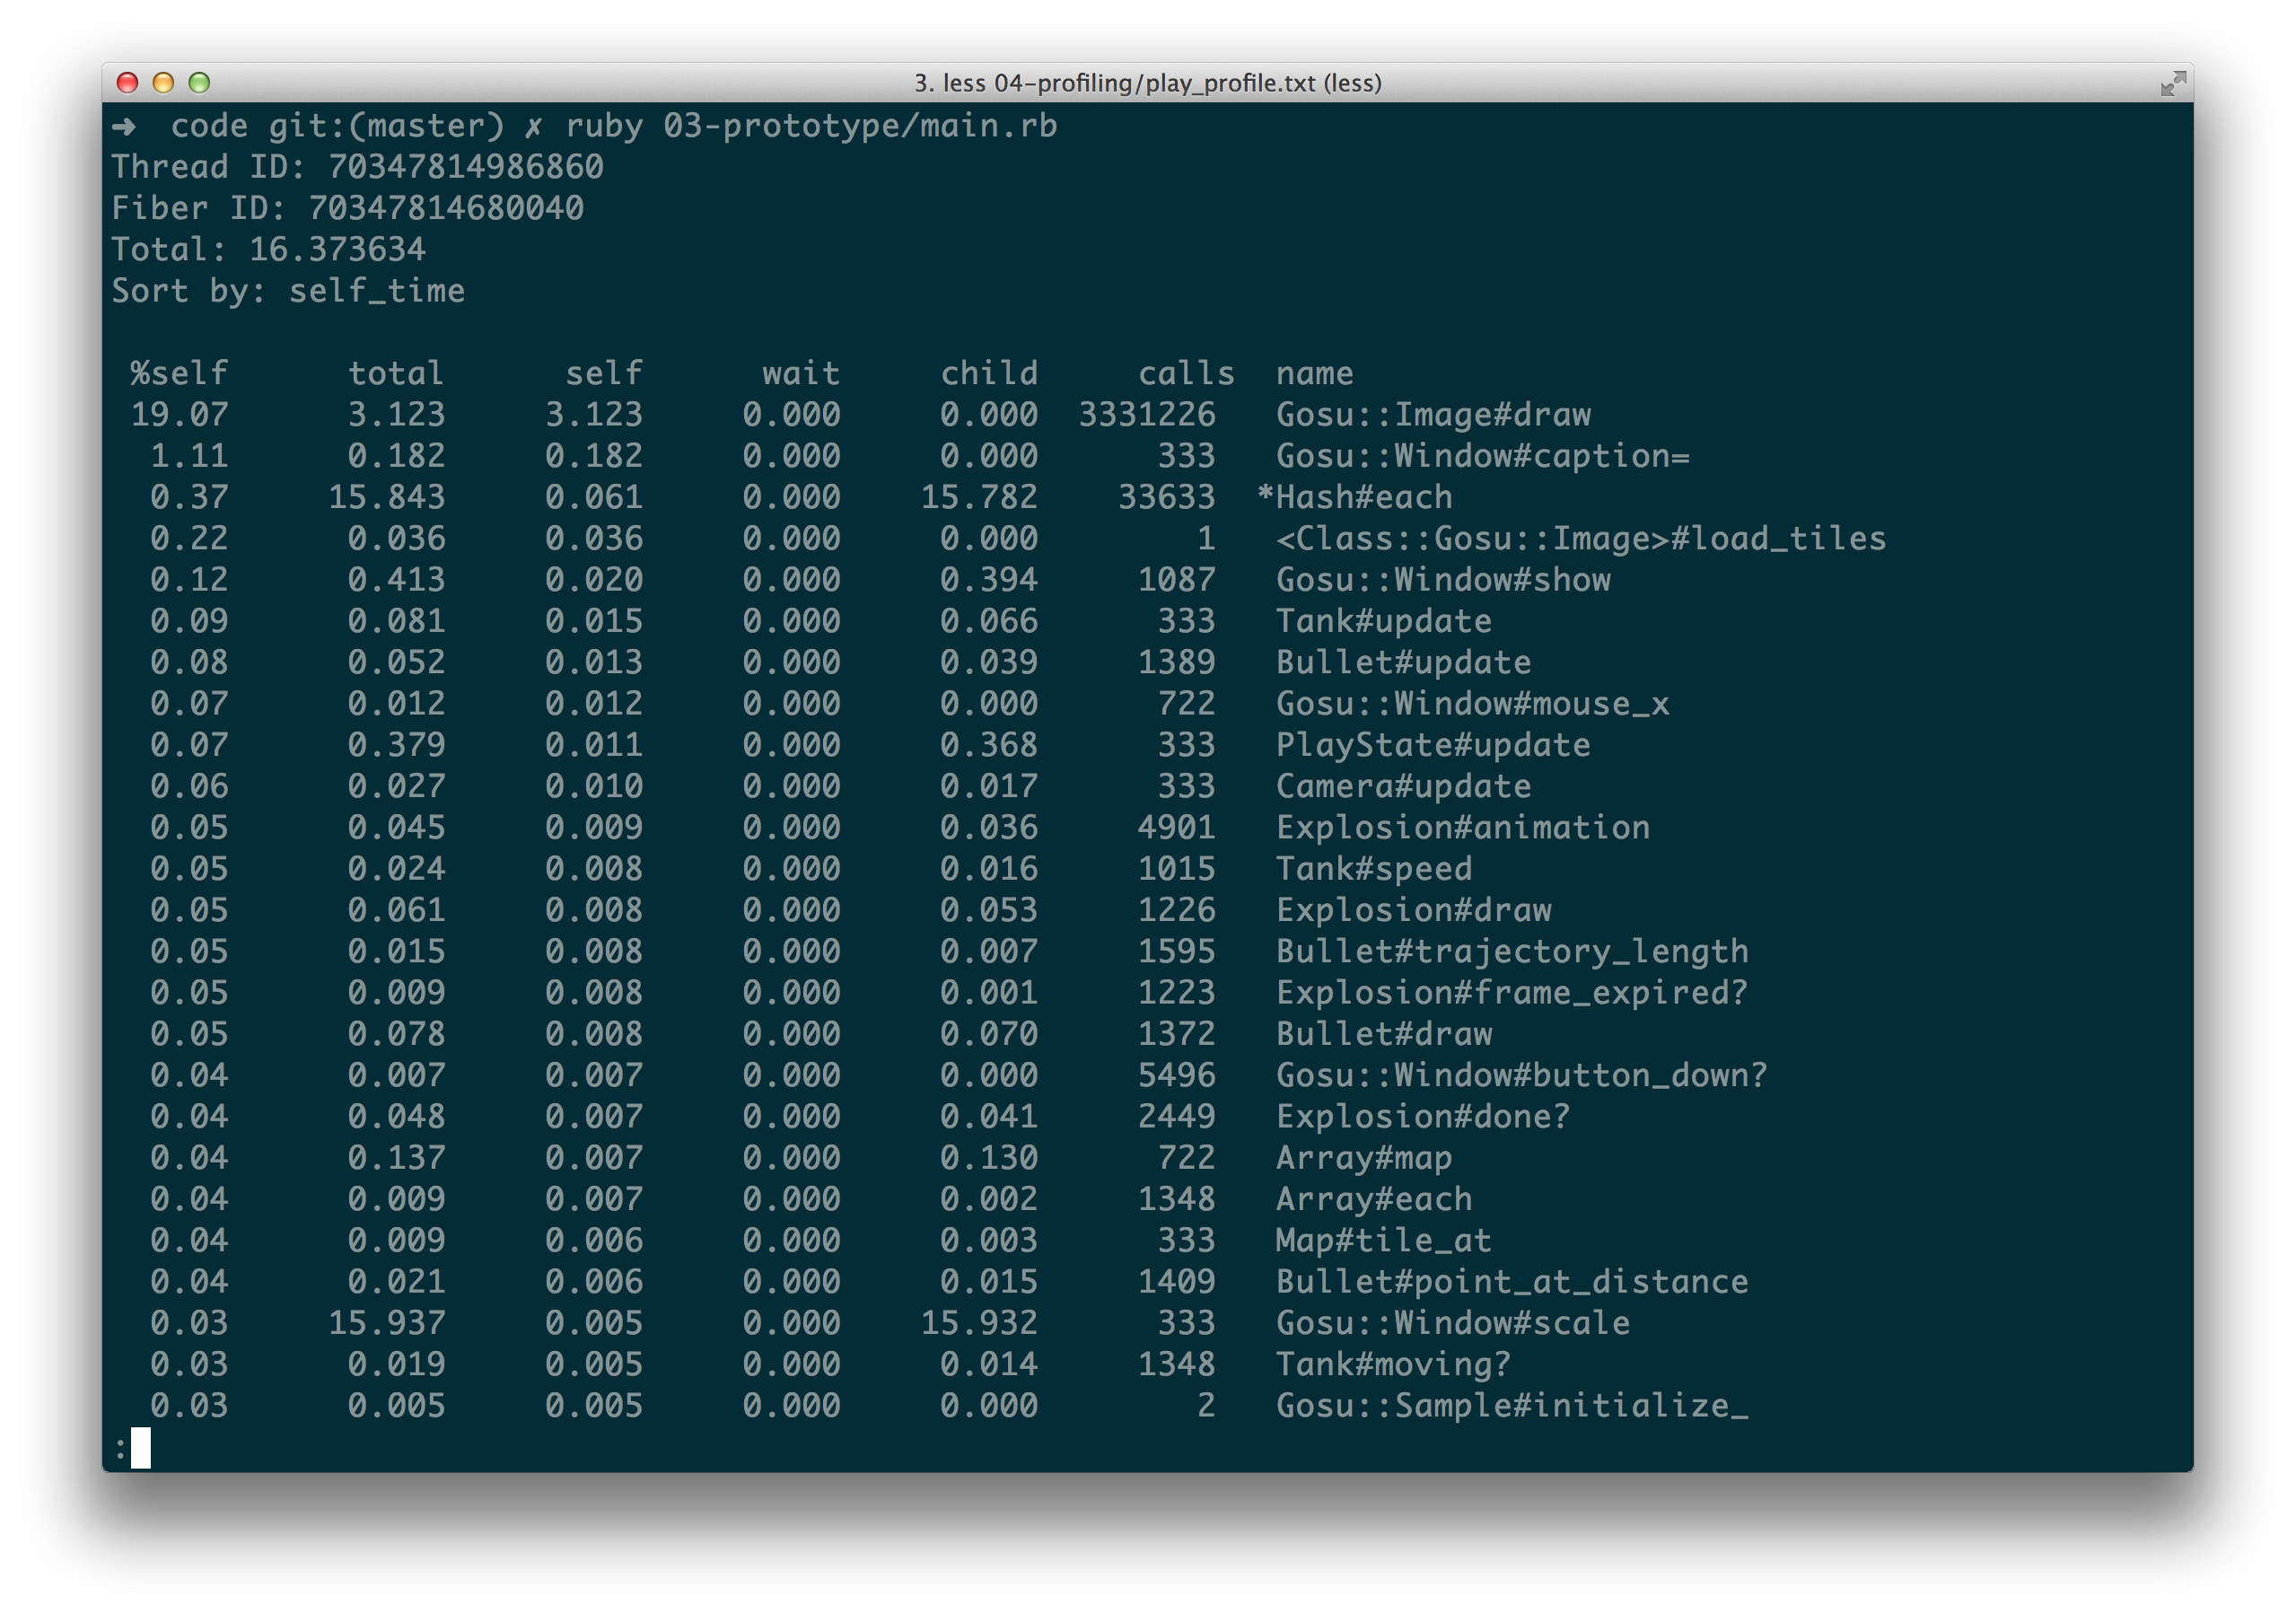 3. less 04-profiling/play_profile.txt (less)
➜  code git:(master) ✗ ruby 03-prototype/main.rb
Thread ID: 70347814986860
Fiber ID: 70347814680040
Total: 16.373634
Sort by: self_time
%self      total      self      wait     child     calls  name
19.07      3.123     3.123     0.000     0.000  3331226   Gosu::Image#draw
1.11      0.182     0.182     0.000     0.000      333   Gosu::Window#caption=
0.37     15.843     0.061     0.000    15.782    33633  *Hash#each
0.22      0.036     0.036     0.000     0.000        1   <Class::Gosu::Image>#load_tiles
0.12      0.413     0.020     0.000     0.394     1087   Gosu::Window#show
0.09      0.081     0.015     0.000     0.066      333   Tank#update
0.08      0.052     0.013     0.000     0.039     1389   Bullet#update
0.07      0.012     0.012     0.000     0.000      722   Gosu::Window#mouse_x
0.07      0.379     0.011     0.000     0.368      333   PlayState#update
0.06      0.027     0.010     0.000     0.017      333   Camera#update
0.05      0.045     0.009     0.000     0.036     4901   Explosion#animation
0.05      0.024     0.008     0.000     0.016     1015   Tank#speed
0.05      0.061     0.008     0.000     0.053     1226   Explosion#draw
0.05      0.015     0.008     0.000     0.007     1595   Bullet#trajectory_length
0.05      0.009     0.008     0.000     0.001     1223   Explosion#frame_expired?
0.05      0.078     0.008     0.000     0.070     1372   Bullet#draw
0.04      0.007     0.007     0.000     0.000     5496   Gosu::Window#button_down?
0.04      0.048     0.007     0.000     0.041     2449   Explosion#done?
0.04      0.137     0.007     0.000     0.130      722   Array#map
0.04      0.009     0.007     0.000     0.002     1348   Array#each
0.04      0.009     0.006     0.000     0.003      333   Map#tile_at
0.04      0.021     0.006     0.000     0.015     1409   Bullet#point_at_distance
0.03     15.937     0.005     0.000    15.932      333   Gosu::Window#scale
0.03      0.019     0.005     0.000     0.014     1348   Tank#moving?
0.03      0.005     0.005     0.000     0.000        2   Gosu::Sample#initialize_
: